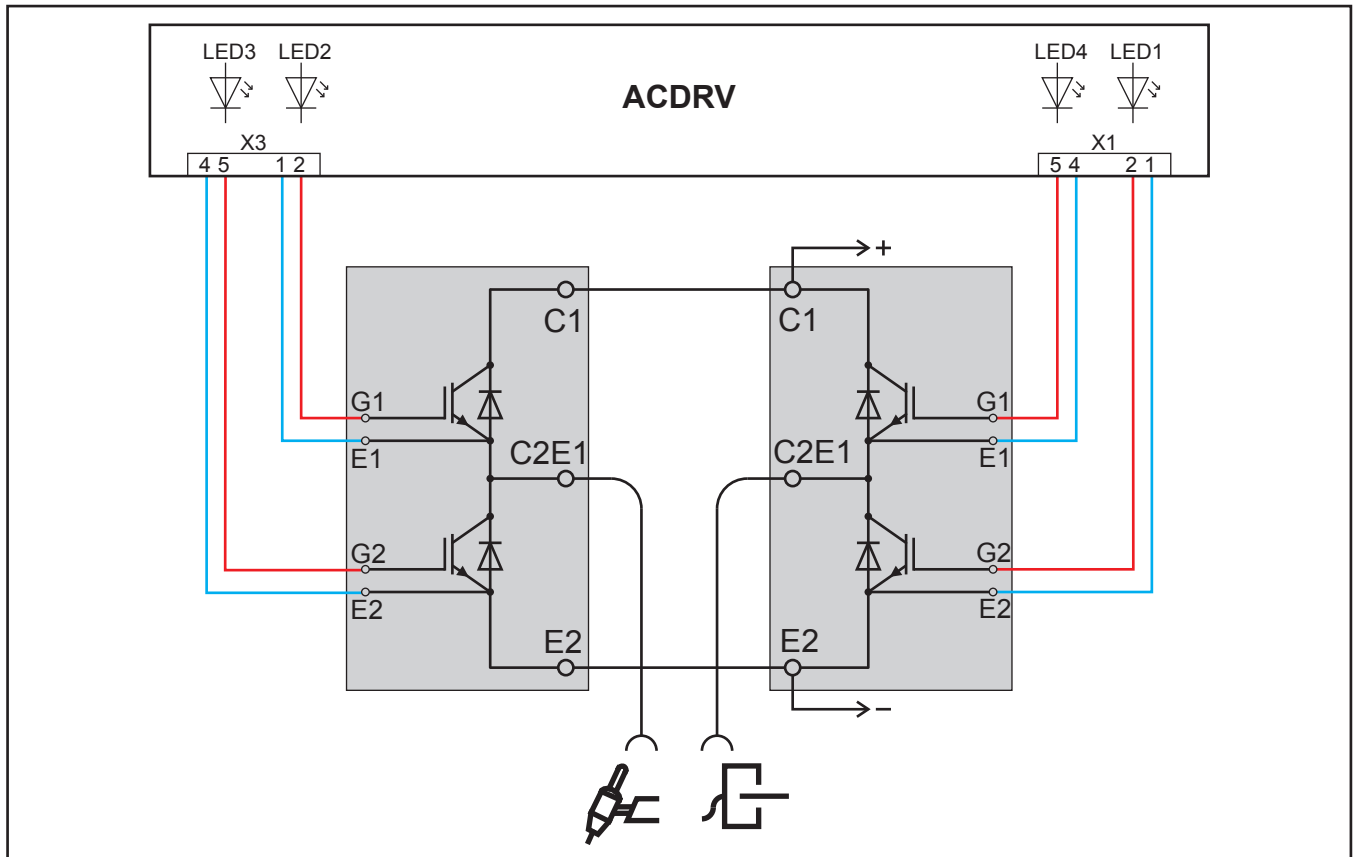 LED3 LED2 LED4 LED1
ACDRV
X3 X1
4 5 1 2 5 4 2 1
+
C1 C1
G1 G1
E1 E1
C2E1 C2E1
G2 G2
E2 E2
E2 E2
−